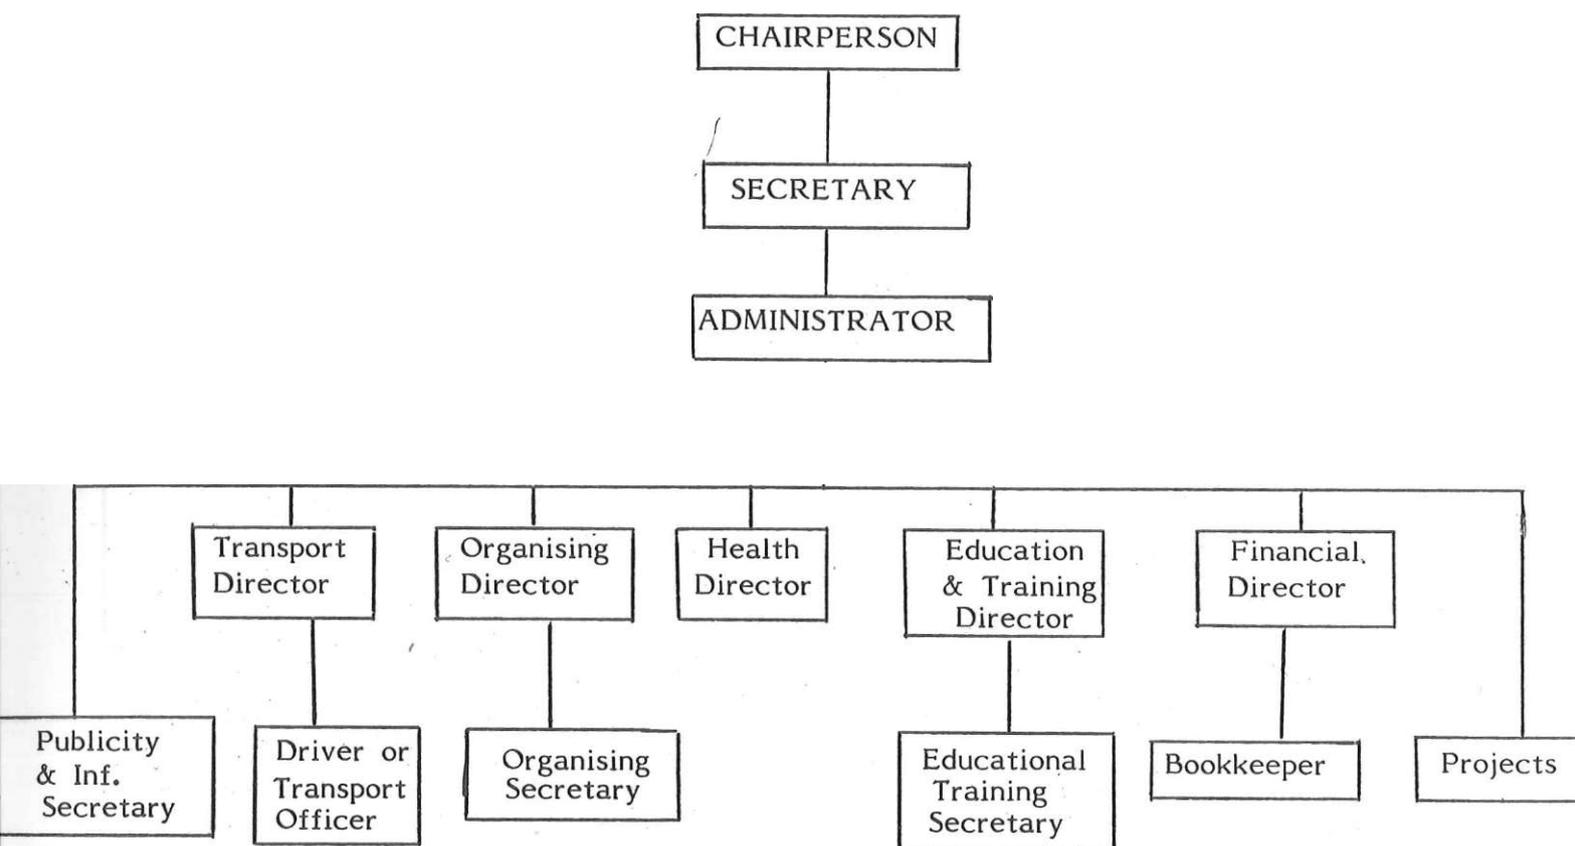 CHAIRPERSON
SECRETARY
ADMINISTRATOR
Transport
Director
Organising
Director
Health
Director
Education
& Training
Director
Financial
Director
Publicity
& Inf.
Secretary
Driver or
Transport
Officer
Organising
Secretary
Educational
Training
Secretary
Bookkeeper
Projects